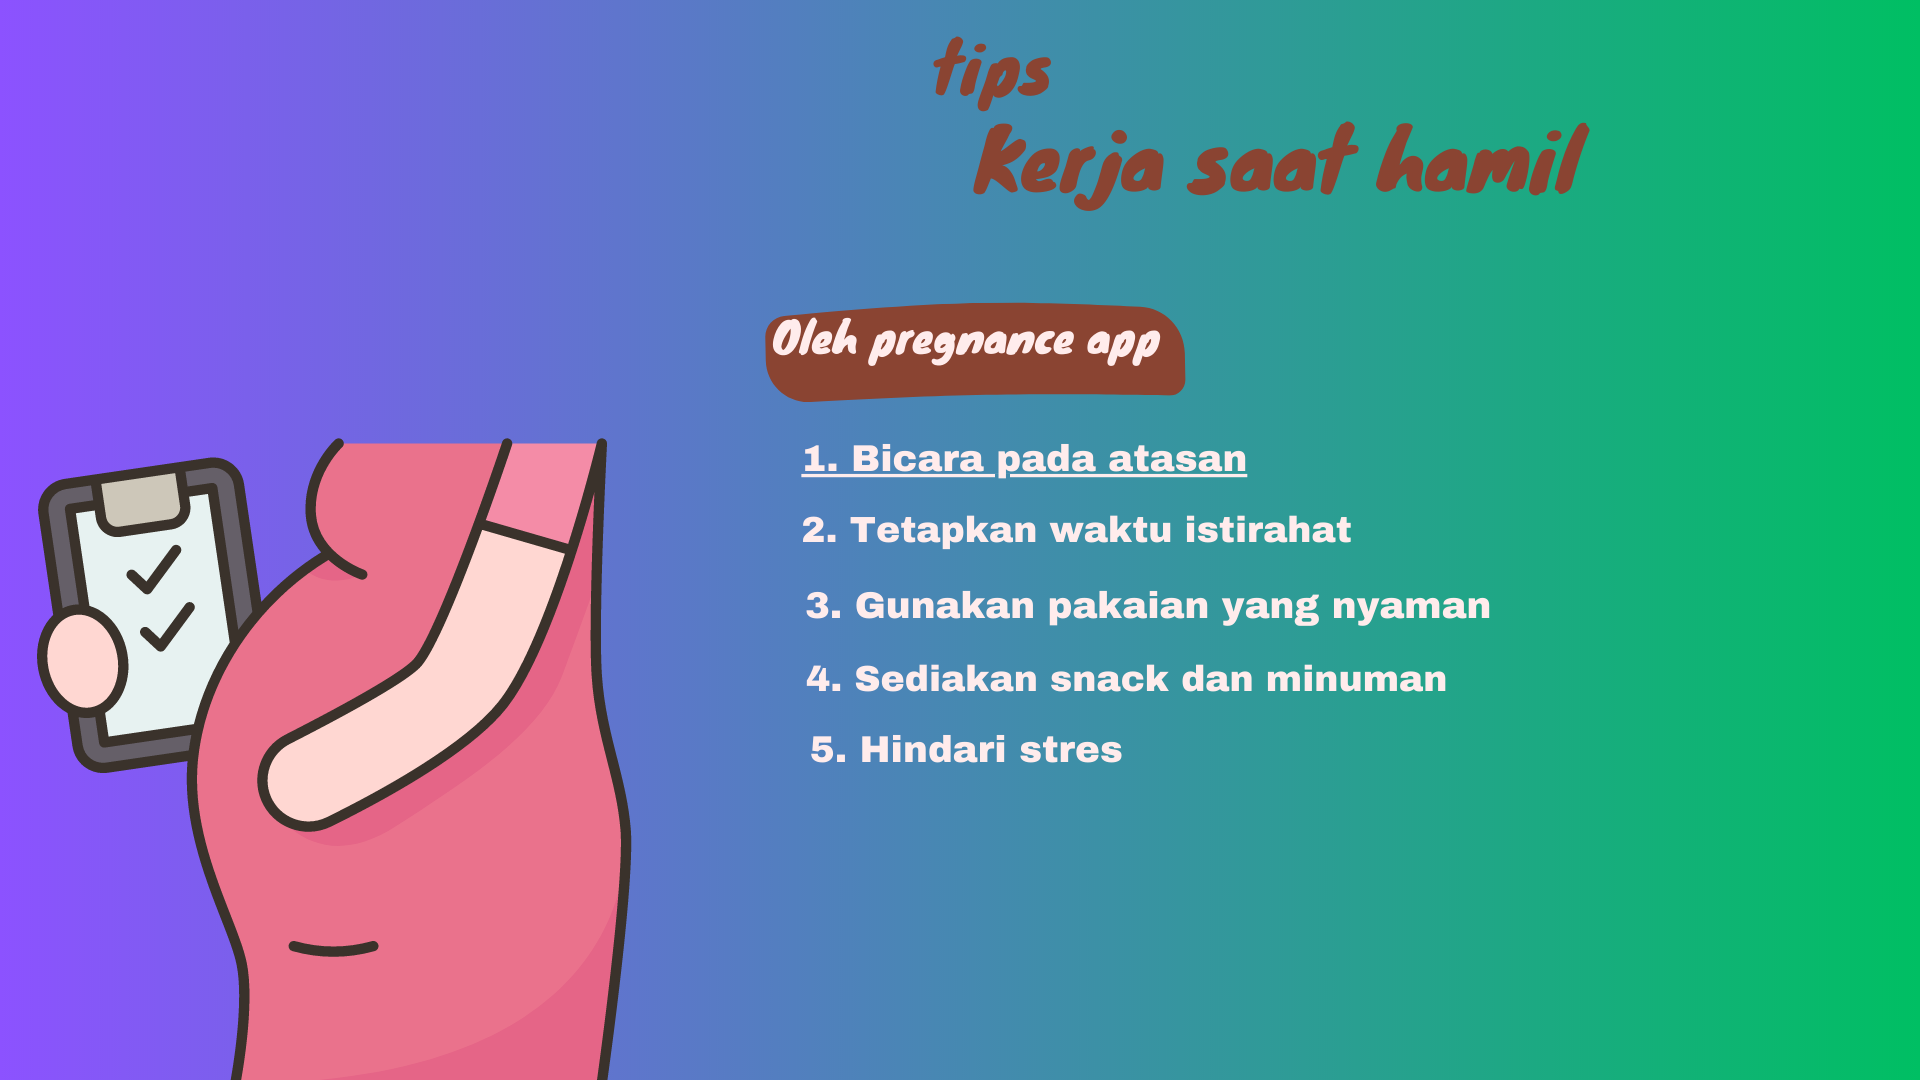 tips
Kerja saat hamil
Oleh pregnance app
1. Bicara pada atasan
2. Tetapkan waktu istirahat
3. Gunakan pakaian yang nyaman
4. Sediakan snack dan minuman
5. Hindari stres